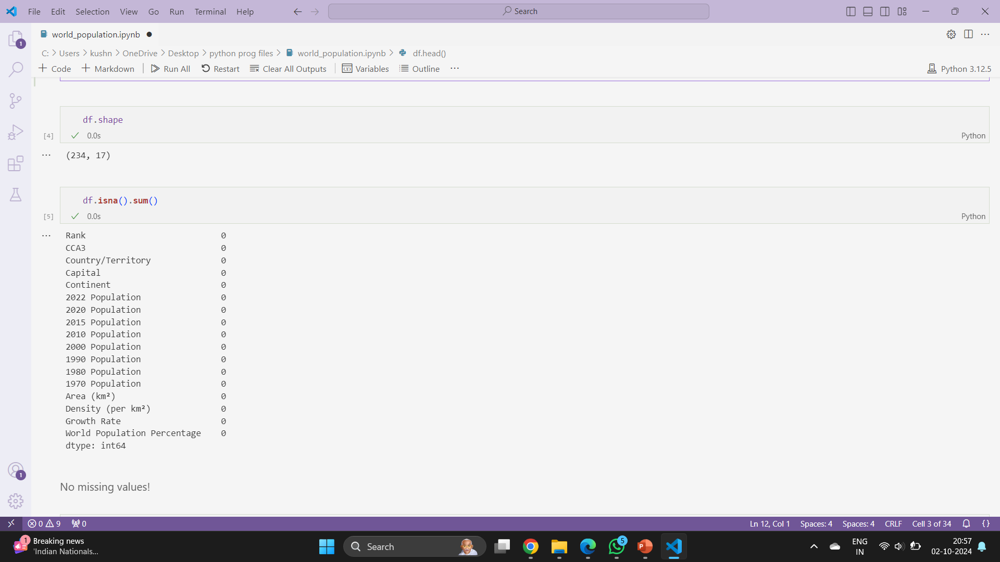 File Edit Selection View Go Run Terminal Help Search
world_population.ipynb
1
C: > Users > kushn > OneDrive > Desktop > python prog files > world_population.ipynb > df.head()
+ Code + Markdown | Run All Restart Clear All Outputs | Variables Outline ... Python 3.12.5
df.shape
[4] 0.0s Python
... (234, 17)
df.isna().sum()
[5] 0.0s Python
... Rank 0
CCA3 0
Country/Territory 0
Capital 0
Continent 0
2022 Population 0
2020 Population 0
2015 Population 0
2010 Population 0
2000 Population 0
1990 Population 0
1980 Population 0
1970 Population 0
Area (km²) 0
Density (per km²) 0
Growth Rate 0
World Population Percentage 0
dtype: int64
1
No missing values!
0 9 0 Ln 12, Col 1 Spaces: 4 Spaces: 4 CRLF Cell 3 of 34 {}
1 Breaking news
'Indian Nationals...
Search
5
P
ENG
IN
20:57
02-10-2024